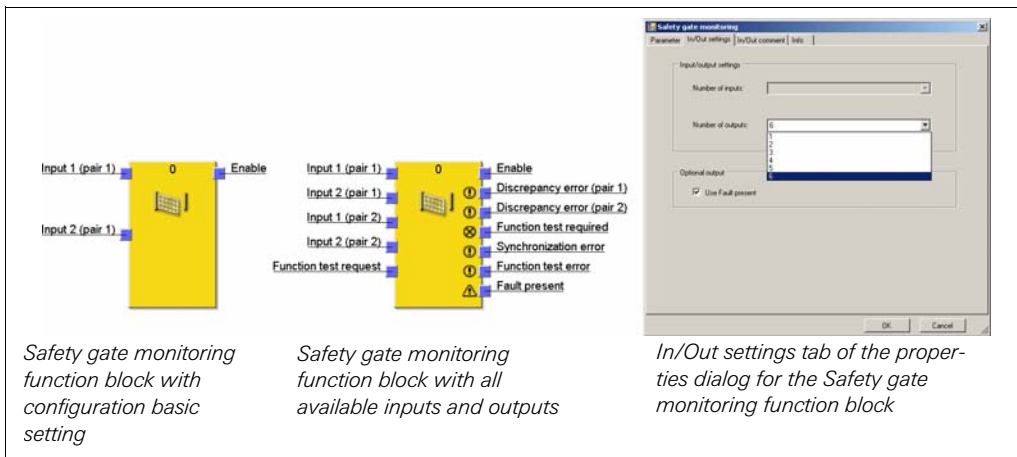 Input 1 (pair 1)
0
Enable
Input 2 (pair 1)
Input 1 (pair 1)
Input 2 (pair 1)
Input 1 (pair 2)
Input 2 (pair 2)
Function test request
0
Enable
Discrepancy error (pair 1)
Discrepancy error (pair 2)
Function test required
Synchronization error
Function test error
Fault present
Safety gate monitoring
Parameter In/Out settings In/Out comment Info
Input/output settings
Number of inputs:
Number of outputs: 6
1
2
3
4
5
6
Optional output
Use Fault present
OK Cancel
Safety gate monitoring
function block with
configuration basic
setting
Safety gate monitoring
function block with all
available inputs and outputs
In/Out settings tab of the proper-
ties dialog for the Safety gate
monitoring function block